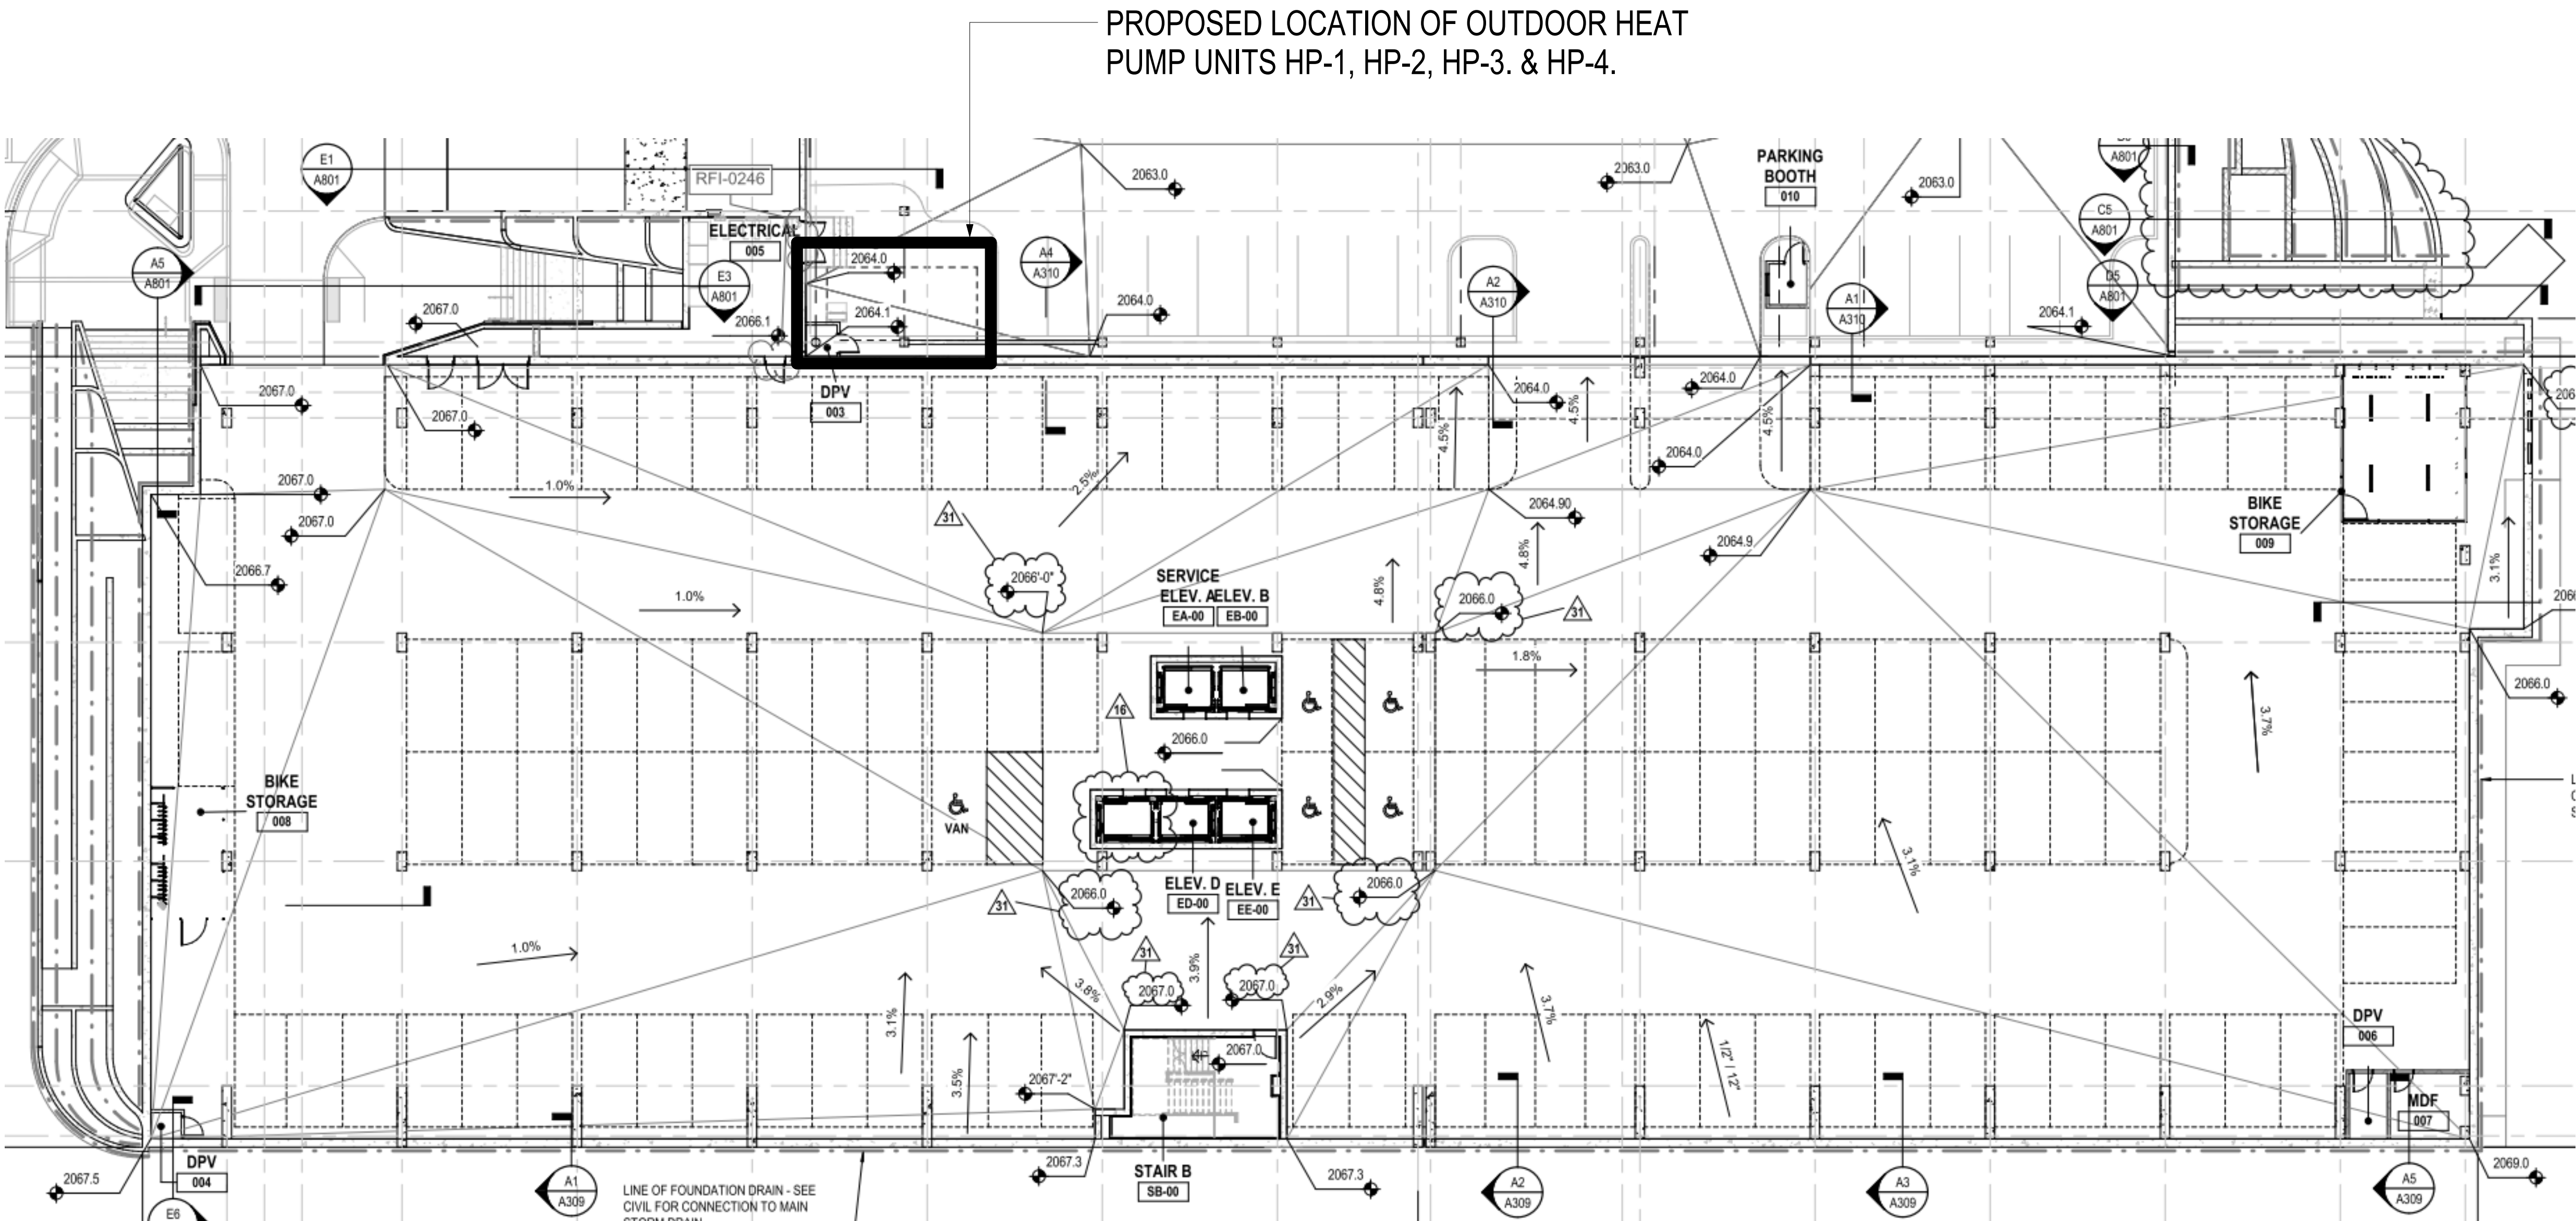 PROPOSED LOCATION OF OUTDOOR HEAT
PUMP UNITS HP-1, HP-2, HP-3. & HP-4.
E1
A801
RFI-0246
2063.0
2063.0
PARKING
BOOTH
010
2063.0
A801
C5
A801
ELECTRICAL
005
A5
A801
E3
A801
2064.0
A4
A310
A2
A310
A1
A310
D5
A801
2067.0
2066.1
2064.1
2064.0
2064.1
DPV
003
2067.0
2067.0
2064.0
4.5%
4.5%
2064.0
4.5%
206
2067.0
1.0%
2.5%
2064.0
2067.0
31
2064.90
2064.9
BIKE
STORAGE
009
2066.7
2066'-0"
SERVICE
ELEV. A
ELEV. B
EA-00
EB-00
4.8%
4.8%
3.1%
1.0%
2066.0
31
206
1.8%
2066.0
16
2066.0
3.7%
BIKE
STORAGE
008
VAN
3.1%
2066.0
31
ELEV. D
ED-00
ELEV. E
EE-00
31
2066.0
1.0%
31
31
3.8%
2067.0
3.9%
2067.0
2.9%
3.7%
3.1%
3.5%
2067'-2"
2067.0
1/2" / 12"
DPV
006
MDF
007
2067.5
DPV
004
E6
A1
A309
LINE OF FOUNDATION DRAIN - SEE
CIVIL FOR CONNECTION TO MAIN
STORM DRAIN
2067.3
STAIR B
SB-00
2067.3
A2
A309
A3
A309
A5
A309
2069.0